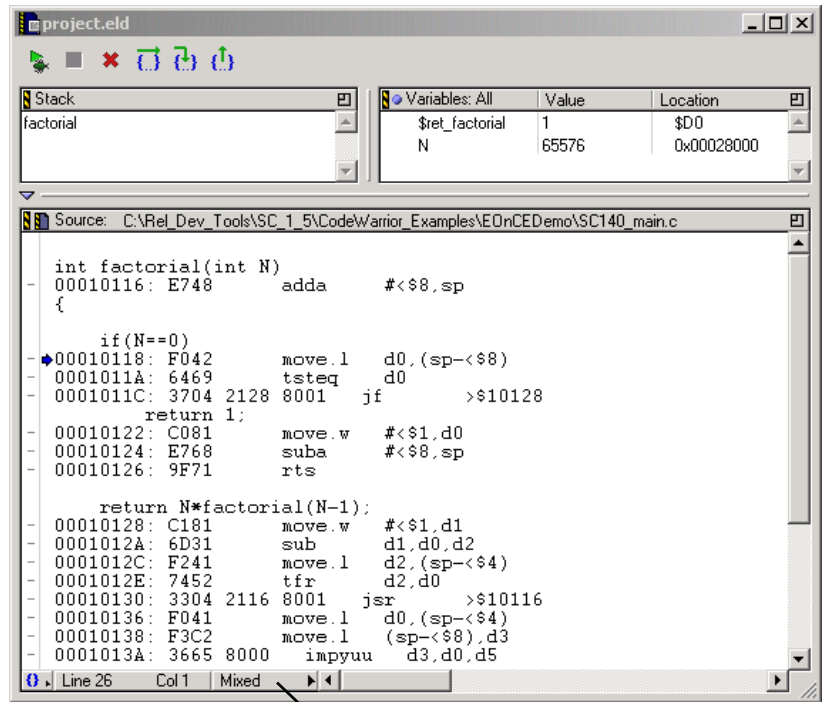 project.eld
Stack
factorial
Variables: All Value Location
$ret_factorial 1 $D0
N 65576 0x00028000
Source: C:\Rel_Dev_Tools\SC_1_5\CodeWarrior_Examples\EOnCEDemo\SC140_main.c
int factorial(int N)
00010116: E748 adda #<$8,sp
{
if(N==0)
00010118: F042 move.l d0,(sp-<$8)
0001011A: 6469 tsteq d0
0001011C: 3704 2128 8001 jf >$10128
return 1;
00010122: C081 move.w #<$1,d0
00010124: E768 suba #<$8,sp
00010126: 9F71 rts
return N*factorial(N-1);
00010128: C181 move.w #<$1,d1
0001012A: 6D31 sub d1,d0,d2
0001012C: F241 move.l d2,(sp-<$4)
0001012E: 7452 tfr d2,d0
00010130: 3304 2116 8001 jsr >$10116
00010136: F041 move.l d0,(sp-<$4)
00010138: F3C2 move.l (sp-<$8),d3
0001013A: 3665 8000 impyuu d3,d0,d5
Line 26 Col 1 Mixed